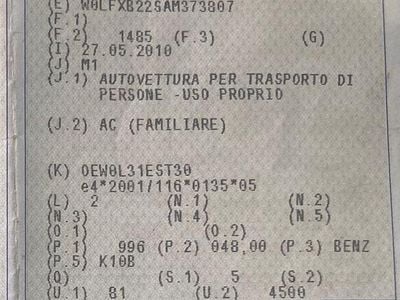 (E) W0LFXB22SAM373807
(F.1)
(F.2) 1485 (F.3) (G)
(I) 27.05.2010
(J) M1
(J.1) AUTOVETTURA PER TRASPORTO DI
PERSONE -USO PROPRIO
(J.2) AC (FAMILIARE)
(K) OEW0L31EST30
e4*2001/116*0135*05
(L) 2 (N.1) (N.2)
(N.3) (N.4) (N.5)
(O.1) (O.2)
(P.1) 996 (P.2) 048,00 (P.3) BENZ
(P.5) K10B
(Q) (S.1) 5 (S.2)
(U.1) 81 (U.2) 4500